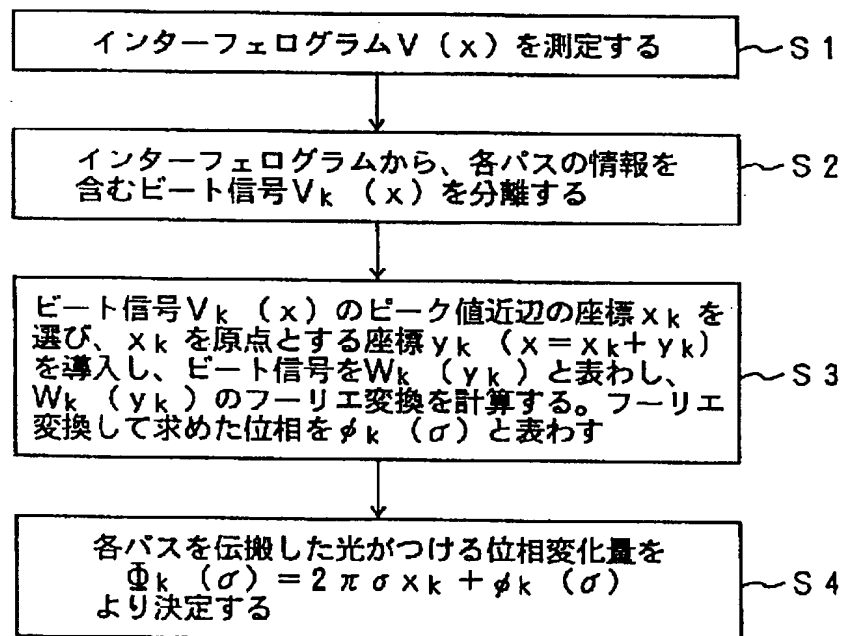 インターフェログラムV(x)を測定する
S1
インターフェログラムから、各パスの情報を
含むビート信号Vk(x)を分離する
S2
ビート信号Vk(x)のピーク値近辺の座標xkを
選び、xkを原点とする座標yk(x=xk+yk)
を導入し、ビート信号をWk(yk)と表わし、
Wk(yk)のフーリエ変換を計算する。フーリエ
変換して求めた位相をφk(σ)と表わす
S3
各パスを伝搬した光がつける位相変化量を
Φk(σ)=2πσxk+φk(σ)
より決定する
S4